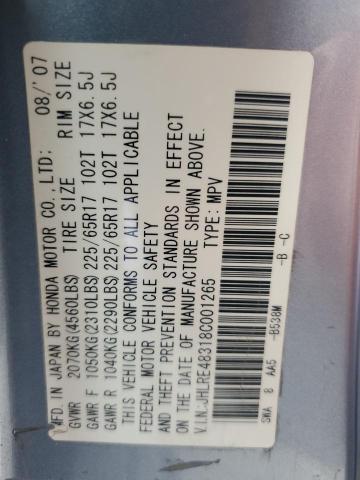 MFD. IN JAPAN BY HONDA MOTOR CO., LTD: 08/'07
GVWR 2070KG(4560LBS) TIRE SIZE RIM SIZE
GAWR F 1050KG(2310LBS) 225/65R17 102T 17X6.5J
GAWR R 1040KG(2290LBS) 225/65R17 102T 17X6.5J
THIS VEHICLE CONFORMS TO ALL APPLICABLE
FEDERAL MOTOR VEHICLE SAFETY
AND THEFT PREVENTION STANDARDS IN EFFECT
ON THE DATE OF MANUFACTURE SHOWN ABOVE.
V.I.N:JHLRE48318C001265 TYPE: MPV
SWA 8 AA5 -B538M -B -C